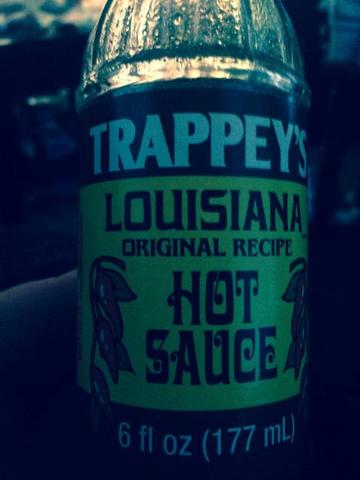 TRAPPEY'S
LOUISIANA
ORIGINAL RECIPE
HOT
SAUCE
6 fl oz (177 mL)